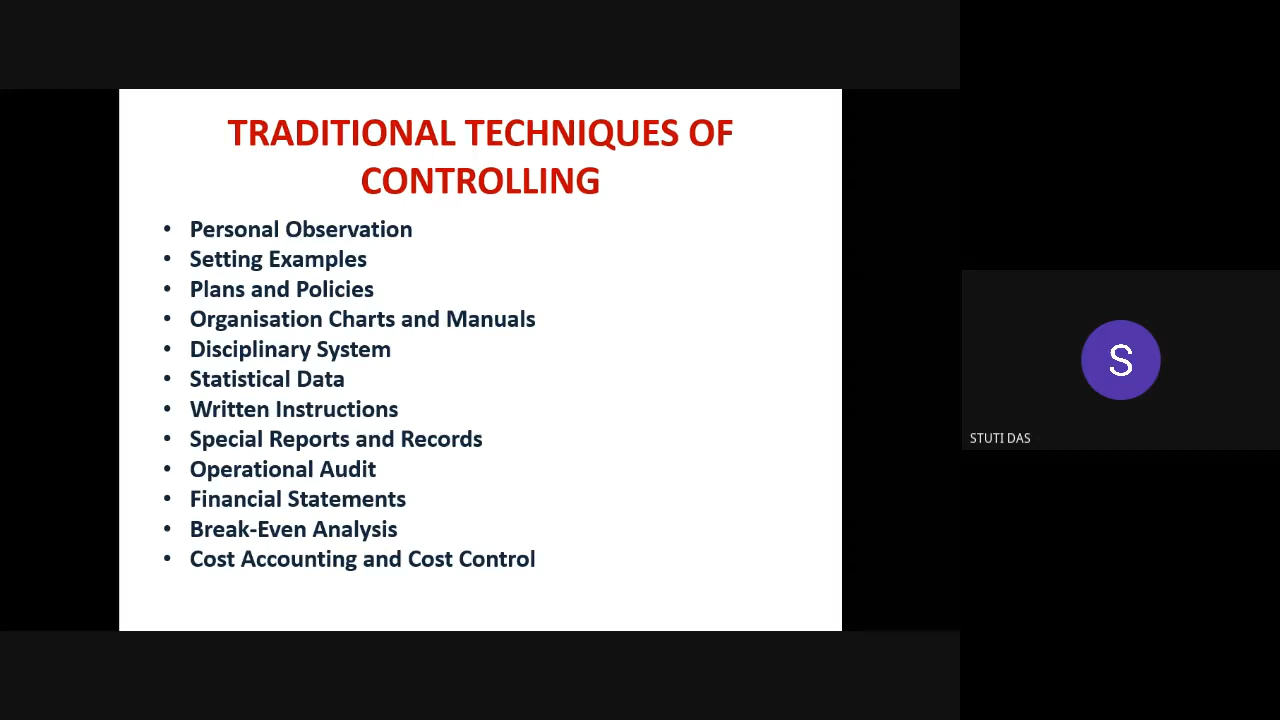 TRADITIONAL TECHNIQUES OF
CONTROLLING
• Personal Observation
• Setting Examples
• Plans and Policies
• Organisation Charts and Manuals
• Disciplinary System
• Statistical Data
• Written Instructions
• Special Reports and Records
• Operational Audit
• Financial Statements
• Break-Even Analysis
• Cost Accounting and Cost Control
S
STUTI DAS